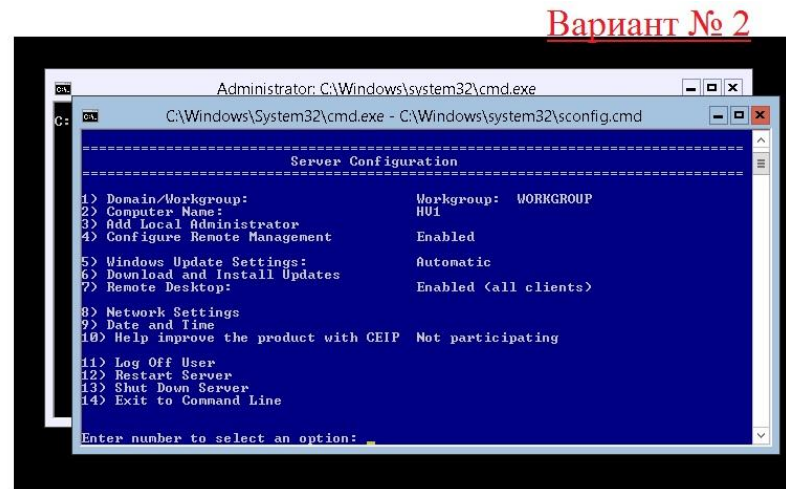 Вариант № 2
Administrator: C:\Windows\system32\cmd.exe
C:\Windows\System32\cmd.exe - C:\Windows\system32\sconfig.cmd
===============================================================================
Server Configuration
===============================================================================
1) Domain/Workgroup: Workgroup: WORKGROUP
2) Computer Name: HV1
3) Add Local Administrator
4) Configure Remote Management Enabled
5) Windows Update Settings: Automatic
6) Download and Install Updates
7) Remote Desktop: Enabled (all clients)
8) Network Settings
9) Date and Time
10) Help improve the product with CEIP Not participating
11) Log Off User
12) Restart Server
13) Shut Down Server
14) Exit to Command Line
Enter number to select an option: _